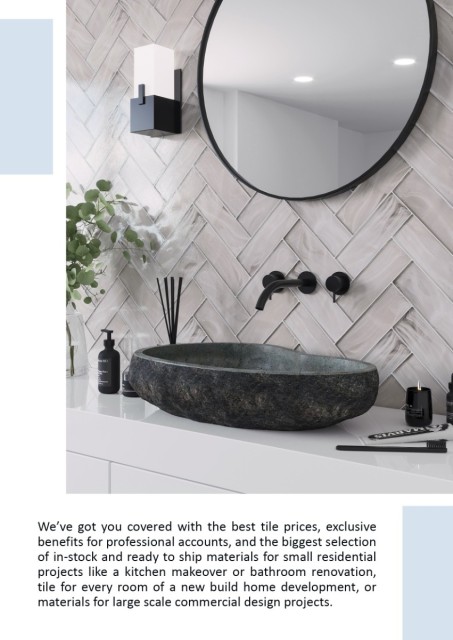 We've got you covered with the best tile prices, exclusive
benefits for professional accounts, and the biggest selection
of in-stock and ready to ship materials for small residential
projects like a kitchen makeover or bathroom renovation,
tile for every room of a new build home development, or
materials for large scale commercial design projects.